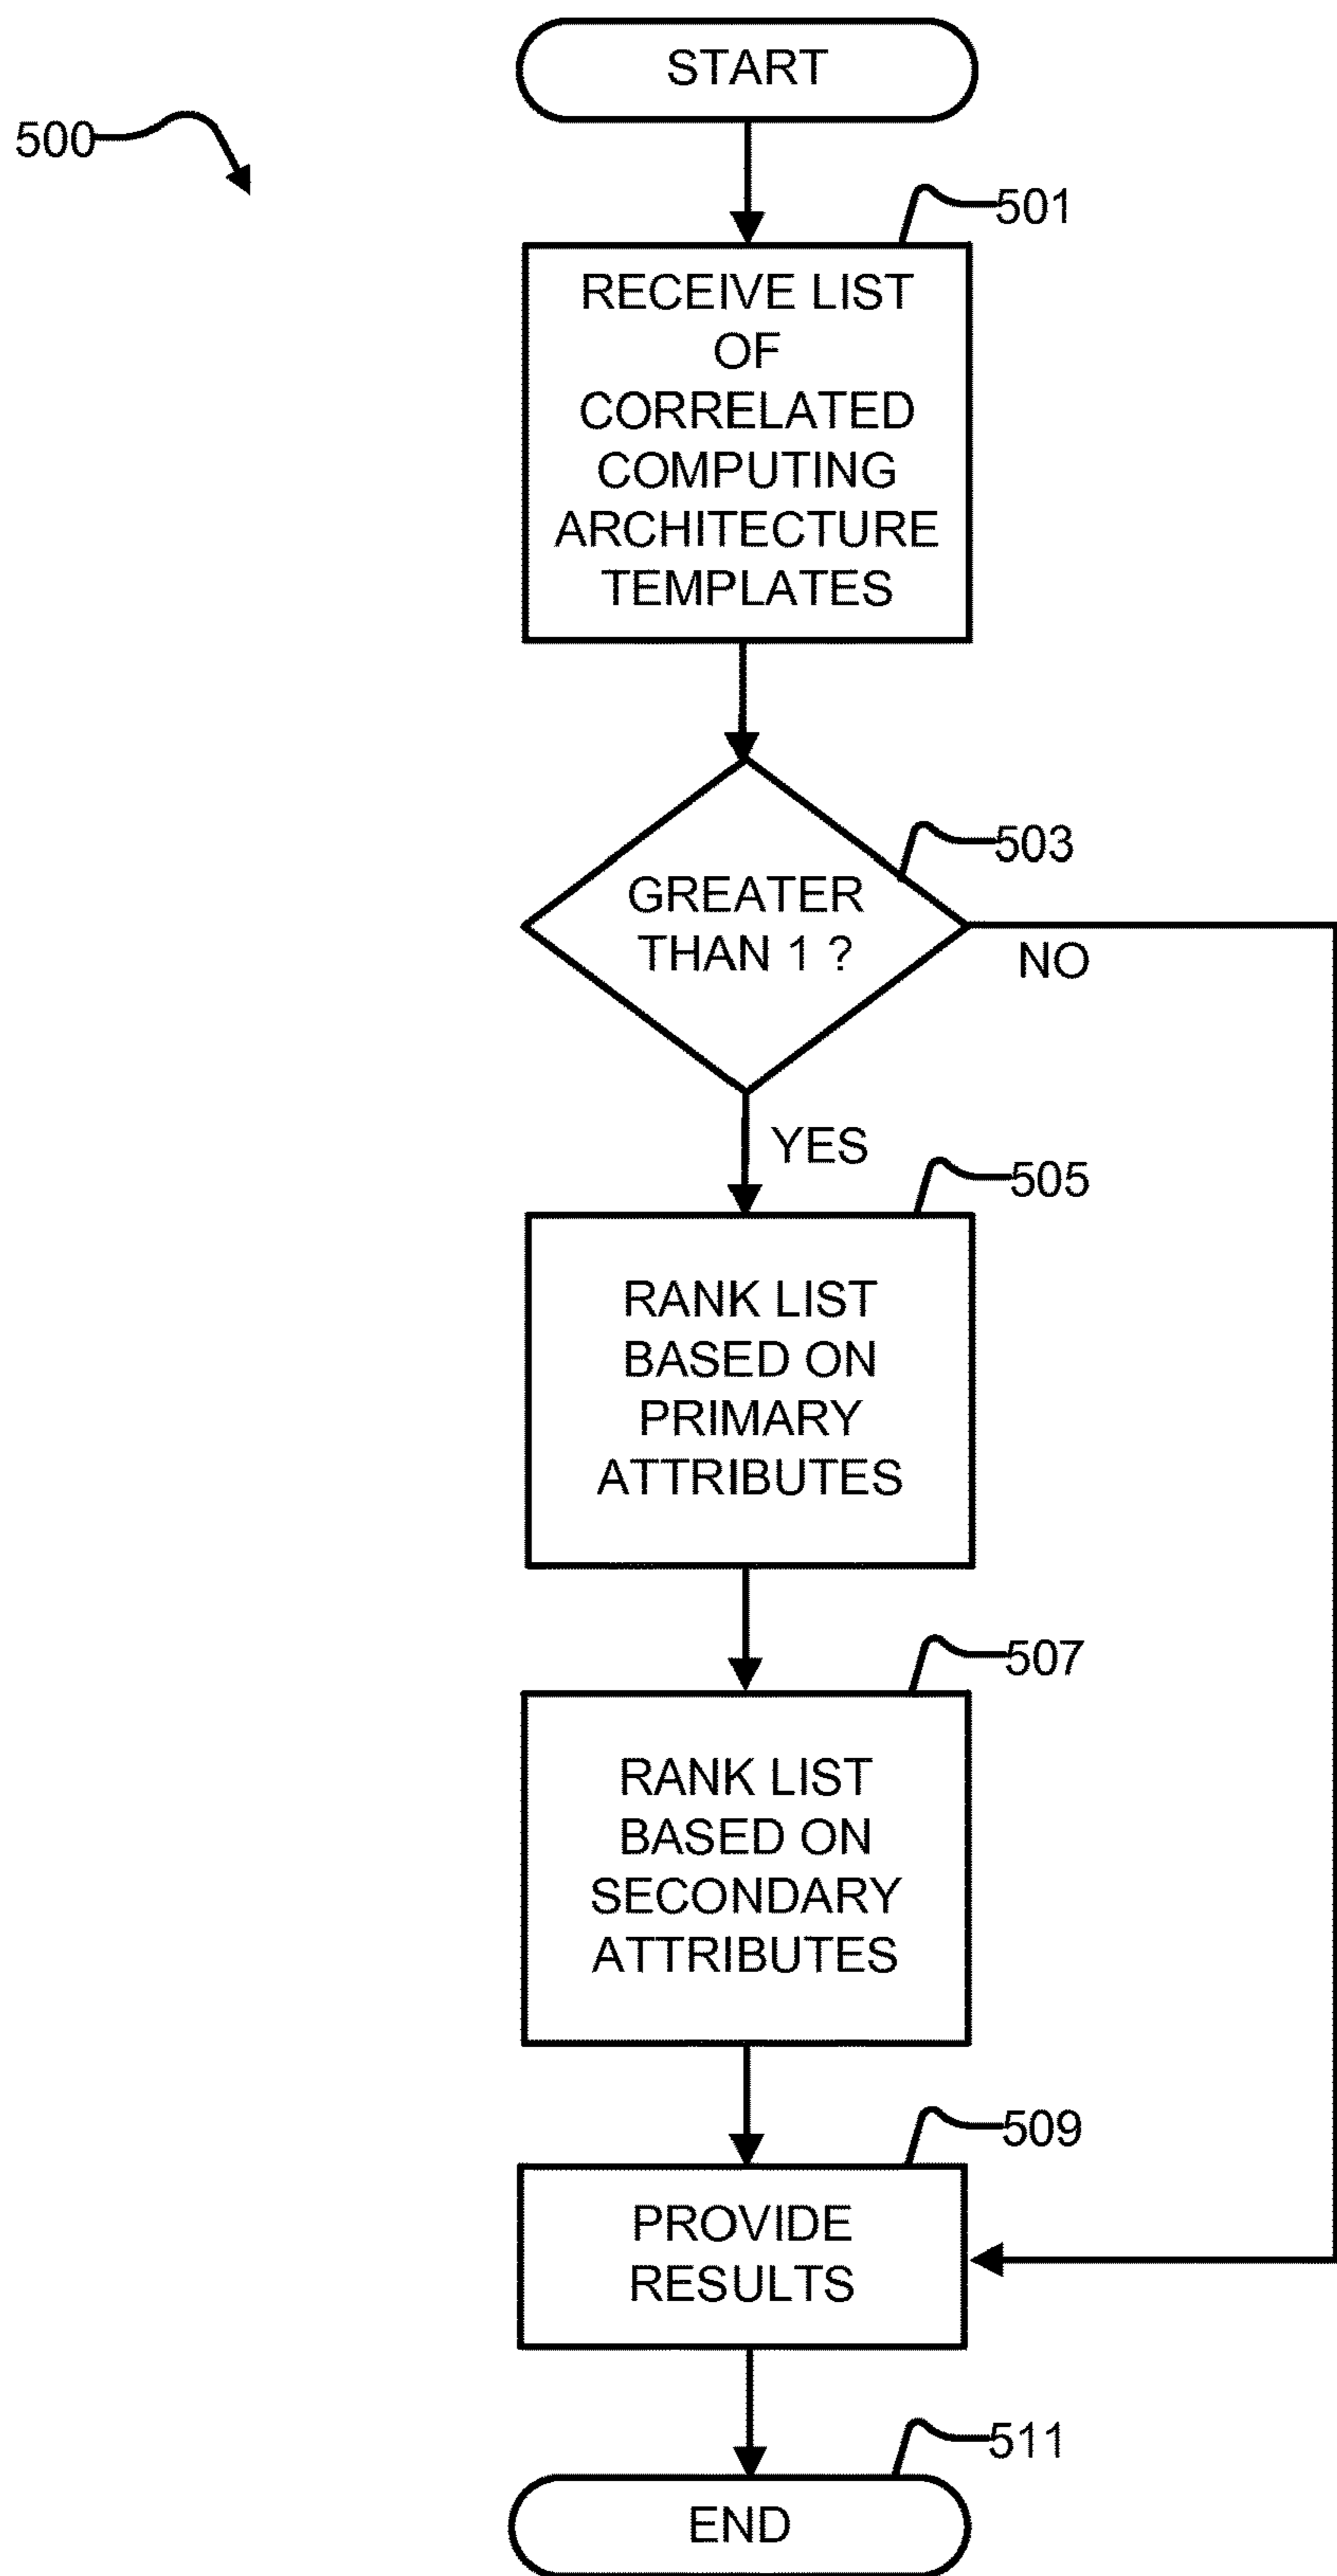 START
500
501
RECEIVE LIST
OF
CORRELATED
COMPUTING
ARCHITECTURE
TEMPLATES
503
GREATER
THAN 1 ?
NO
YES
505
RANK LIST
BASED ON
PRIMARY
ATTRIBUTES
507
RANK LIST
BASED ON
SECONDARY
ATTRIBUTES
509
PROVIDE
RESULTS
511
END